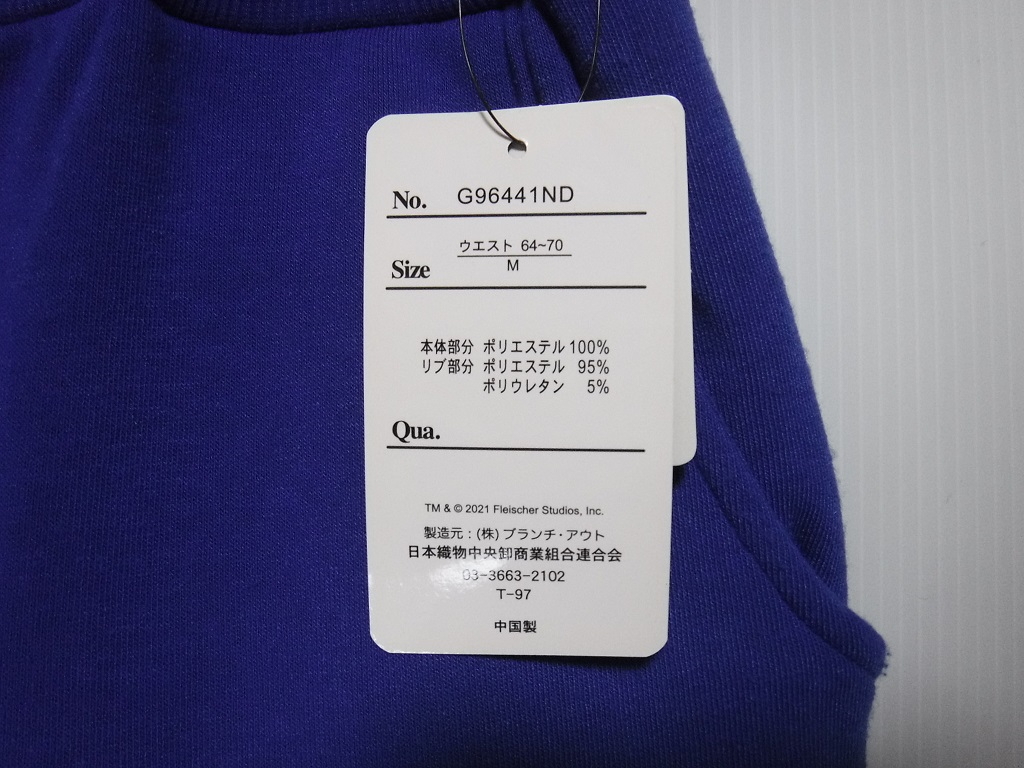 No. G96441ND
ウエスト 64~70
Size M
本体部分 ポリエステル 100%
リブ部分 ポリエステル 95%
ポリウレタン 5%
Qua.
TM & © 2021 Fleischer Studios, Inc.
製造元：(株)ブランチ・アウト
日本織物中央卸商業組合連合会
03-3663-2102
T-97
中国製